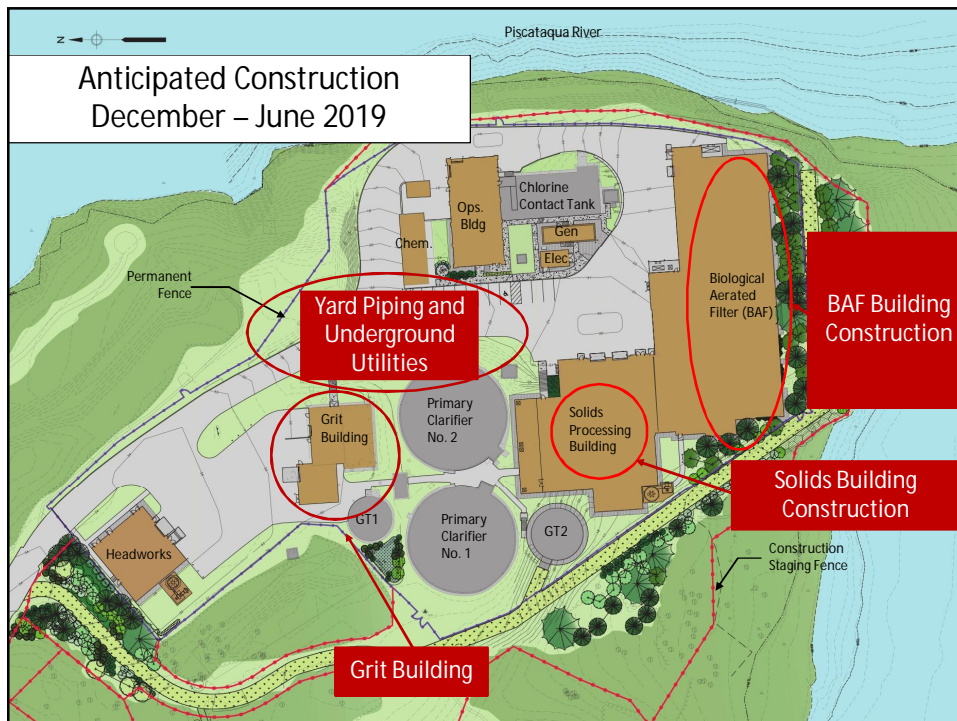 Piscataqua River
N
Anticipated Construction
December – June 2019
Chlorine
Contact Tank
Ops.
Bldg
Gen
Chem.
Elec
Permanent
Fence
Yard Piping and
Underground
Utilities
Biological
Aerated
Filter (BAF)
BAF Building
Construction
Primary
Clarifier
No. 2
Grit
Building
Solids
Processing
Building
Solids Building
Construction
GT1
Primary
Clarifier
No. 1
GT2
Headworks
Construction
Staging Fence
Grit Building